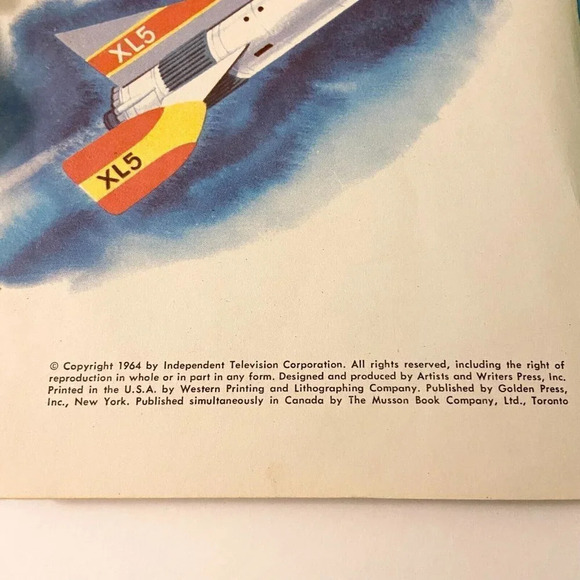 XL5
XL5
© Copyright 1964 by Independent Television Corporation. All rights reserved, including the right of
reproduction in whole or in part in any form. Designed and produced by Artists and Writers Press, Inc.
Printed in the U.S.A. by Western Printing and Lithographing Company. Published by Golden Press,
Inc., New York. Published simultaneously in Canada by The Musson Book Company, Ltd., Toronto